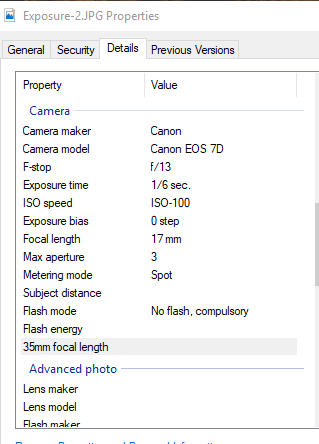 Exposure-2.JPG Properties
General Security Details Previous Versions
Property Value
Camera
Camera maker Canon
Camera model Canon EOS 7D
F-stop f/13
Exposure time 1/6 sec.
ISO speed ISO-100
Exposure bias 0 step
Focal length 17 mm
Max aperture 3
Metering mode Spot
Subject distance
Flash mode No flash, compulsory
Flash energy
35mm focal length
Advanced photo
Lens maker
Lens model
Flash maker